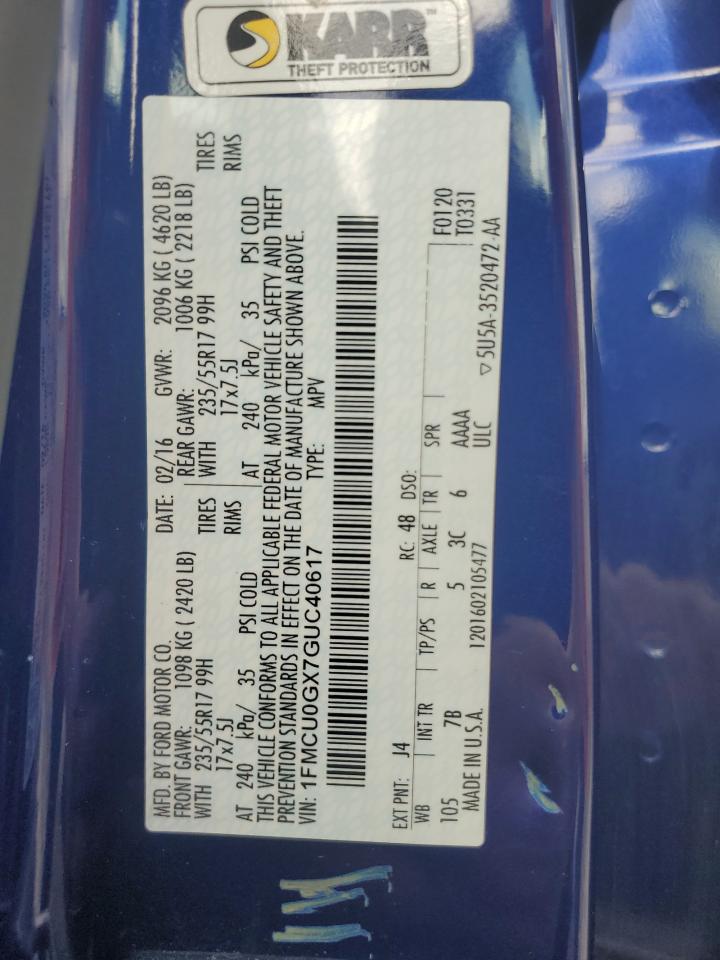 KARR™
THEFT PROTECTION
MFD. BY FORD MOTOR CO. DATE: 02/16 GVWR: 2096 KG ( 4620 LB)
FRONT GAWR: 1098 KG ( 2420 LB) REAR GAWR: 1006 KG ( 2218 LB)
WITH 235/55R17 99H TIRES WITH 235/55R17 99H TIRES
17x7.5J RIMS 17x7.5J RIMS
AT 240 kPa/ 35 PSI COLD AT 240 kPa/ 35 PSI COLD
THIS VEHICLE CONFORMS TO ALL APPLICABLE FEDERAL MOTOR VEHICLE SAFETY AND THEFT
PREVENTION STANDARDS IN EFFECT ON THE DATE OF MANUFACTURE SHOWN ABOVE.
VIN: 1FMCU0GX7GUC40617 TYPE: MPV
EXT PNT: J4 RC: 48 DSO: F0120
WB INT TR TP/PS R AXLE TR SPR T0331
105 7B 5 3C 6 AAAA
MADE IN U.S.A. 1201602105477 ULC ▽5U5A-3520472-AA